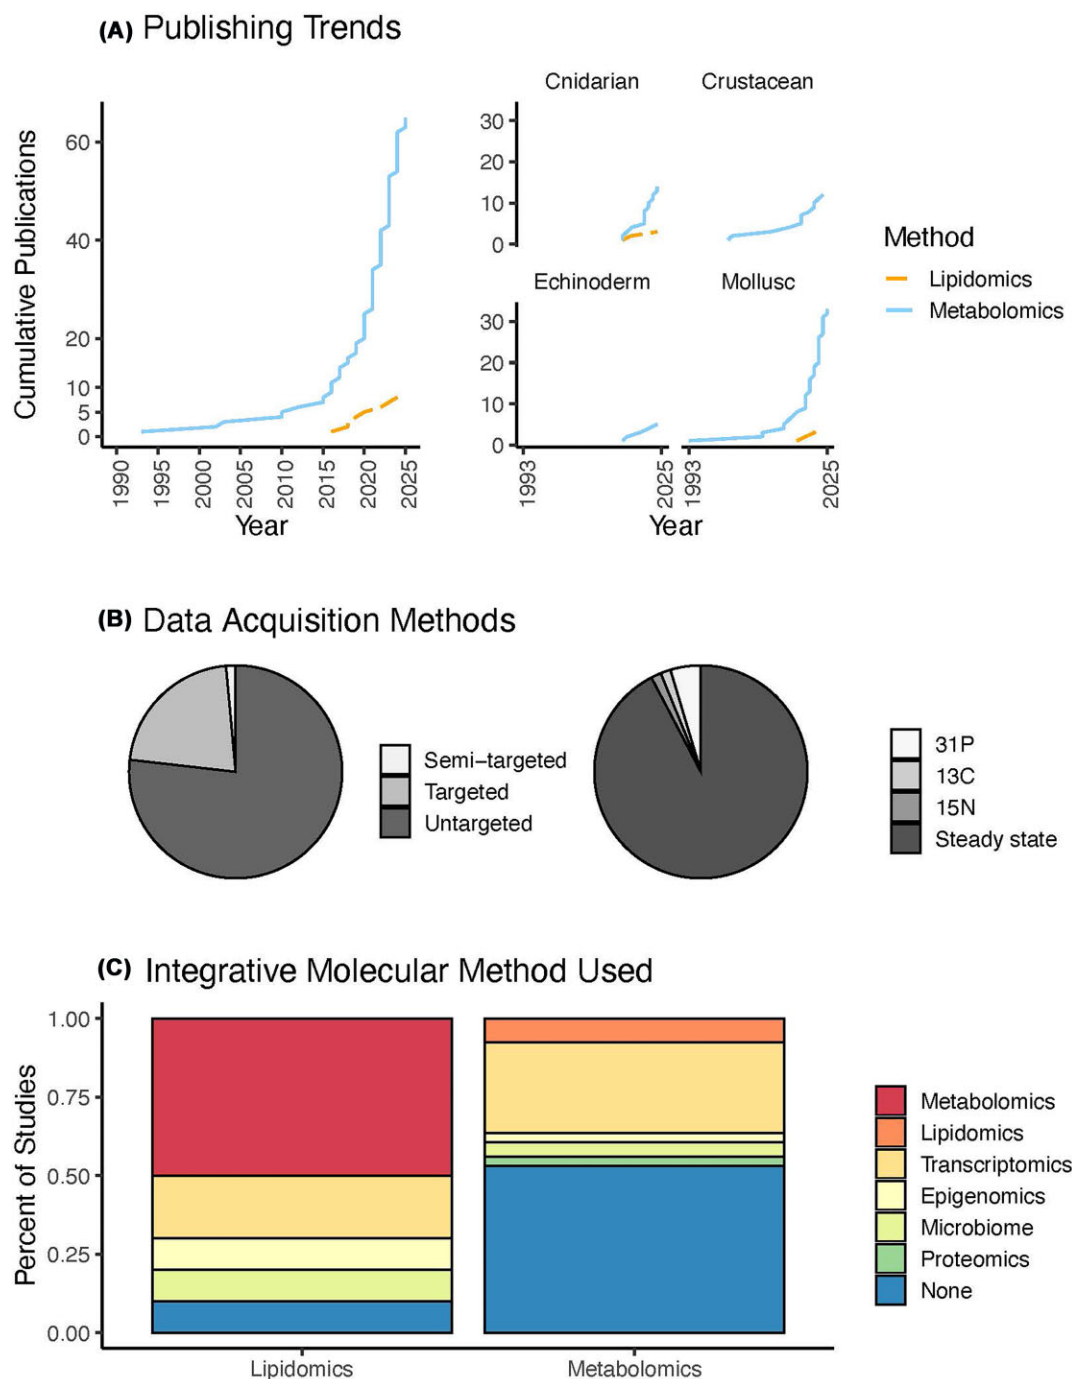 (A) Publishing Trends
Cumulative Publications
60
40
20
10
5
0
1990
1995
2000
2005
2010
2015
2020
2025
Year
Cnidarian
Crustacean
30
20
10
0
Echinoderm
Mollusc
30
20
10
0
1993
2025
1993
2025
Year
Method
Lipidomics
Metabolomics
(B) Data Acquisition Methods
Semi-targeted
Targeted
Untargeted
31P
13C
15N
Steady state
(C) Integrative Molecular Method Used
Percent of Studies
1.00
0.75
0.50
0.25
0.00
Lipidomics
Metabolomics
Metabolomics
Lipidomics
Transcriptomics
Epigenomics
Microbiome
Proteomics
None